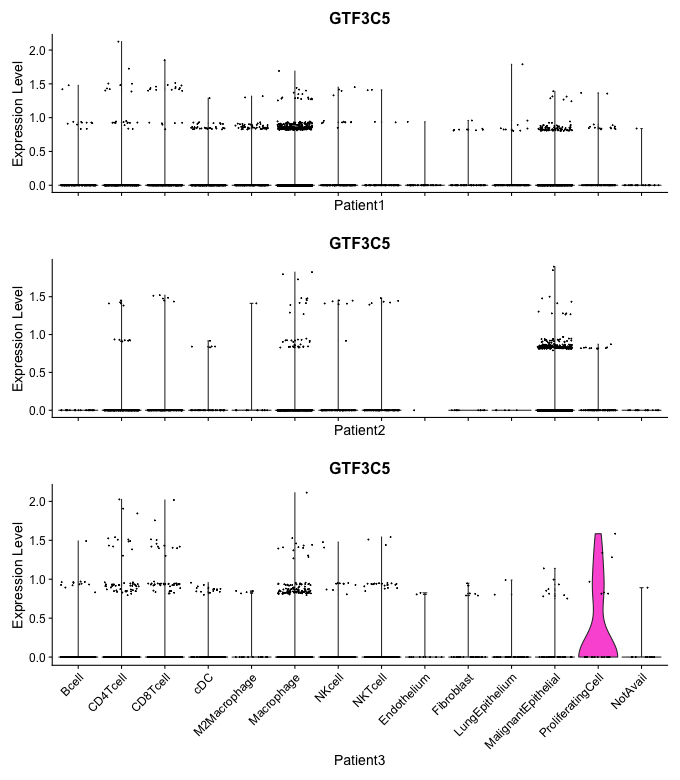 GTF3C5
Expression Level
2.0
1.5
1.0
0.5
0.0
Patient1
GTF3C5
Expression Level
1.5
1.0
0.5
0.0
Patient2
GTF3C5
Expression Level
2.0
1.5
1.0
0.5
0.0
Bcell
CD4Tcell
CD8Tcell
cDC
M2Macrophage
Macrophage
NKcell
NKTcell
Endothelium
Fibroblast
LungEpithelium
MalignantEpithelial
ProliferatingCell
NotAvail
Patient3